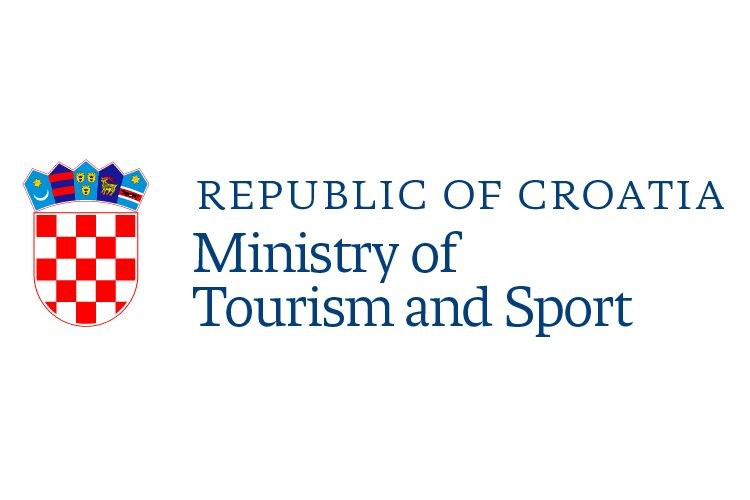 REPUBLIC OF CROATIA
Ministry of
Tourism and Sport